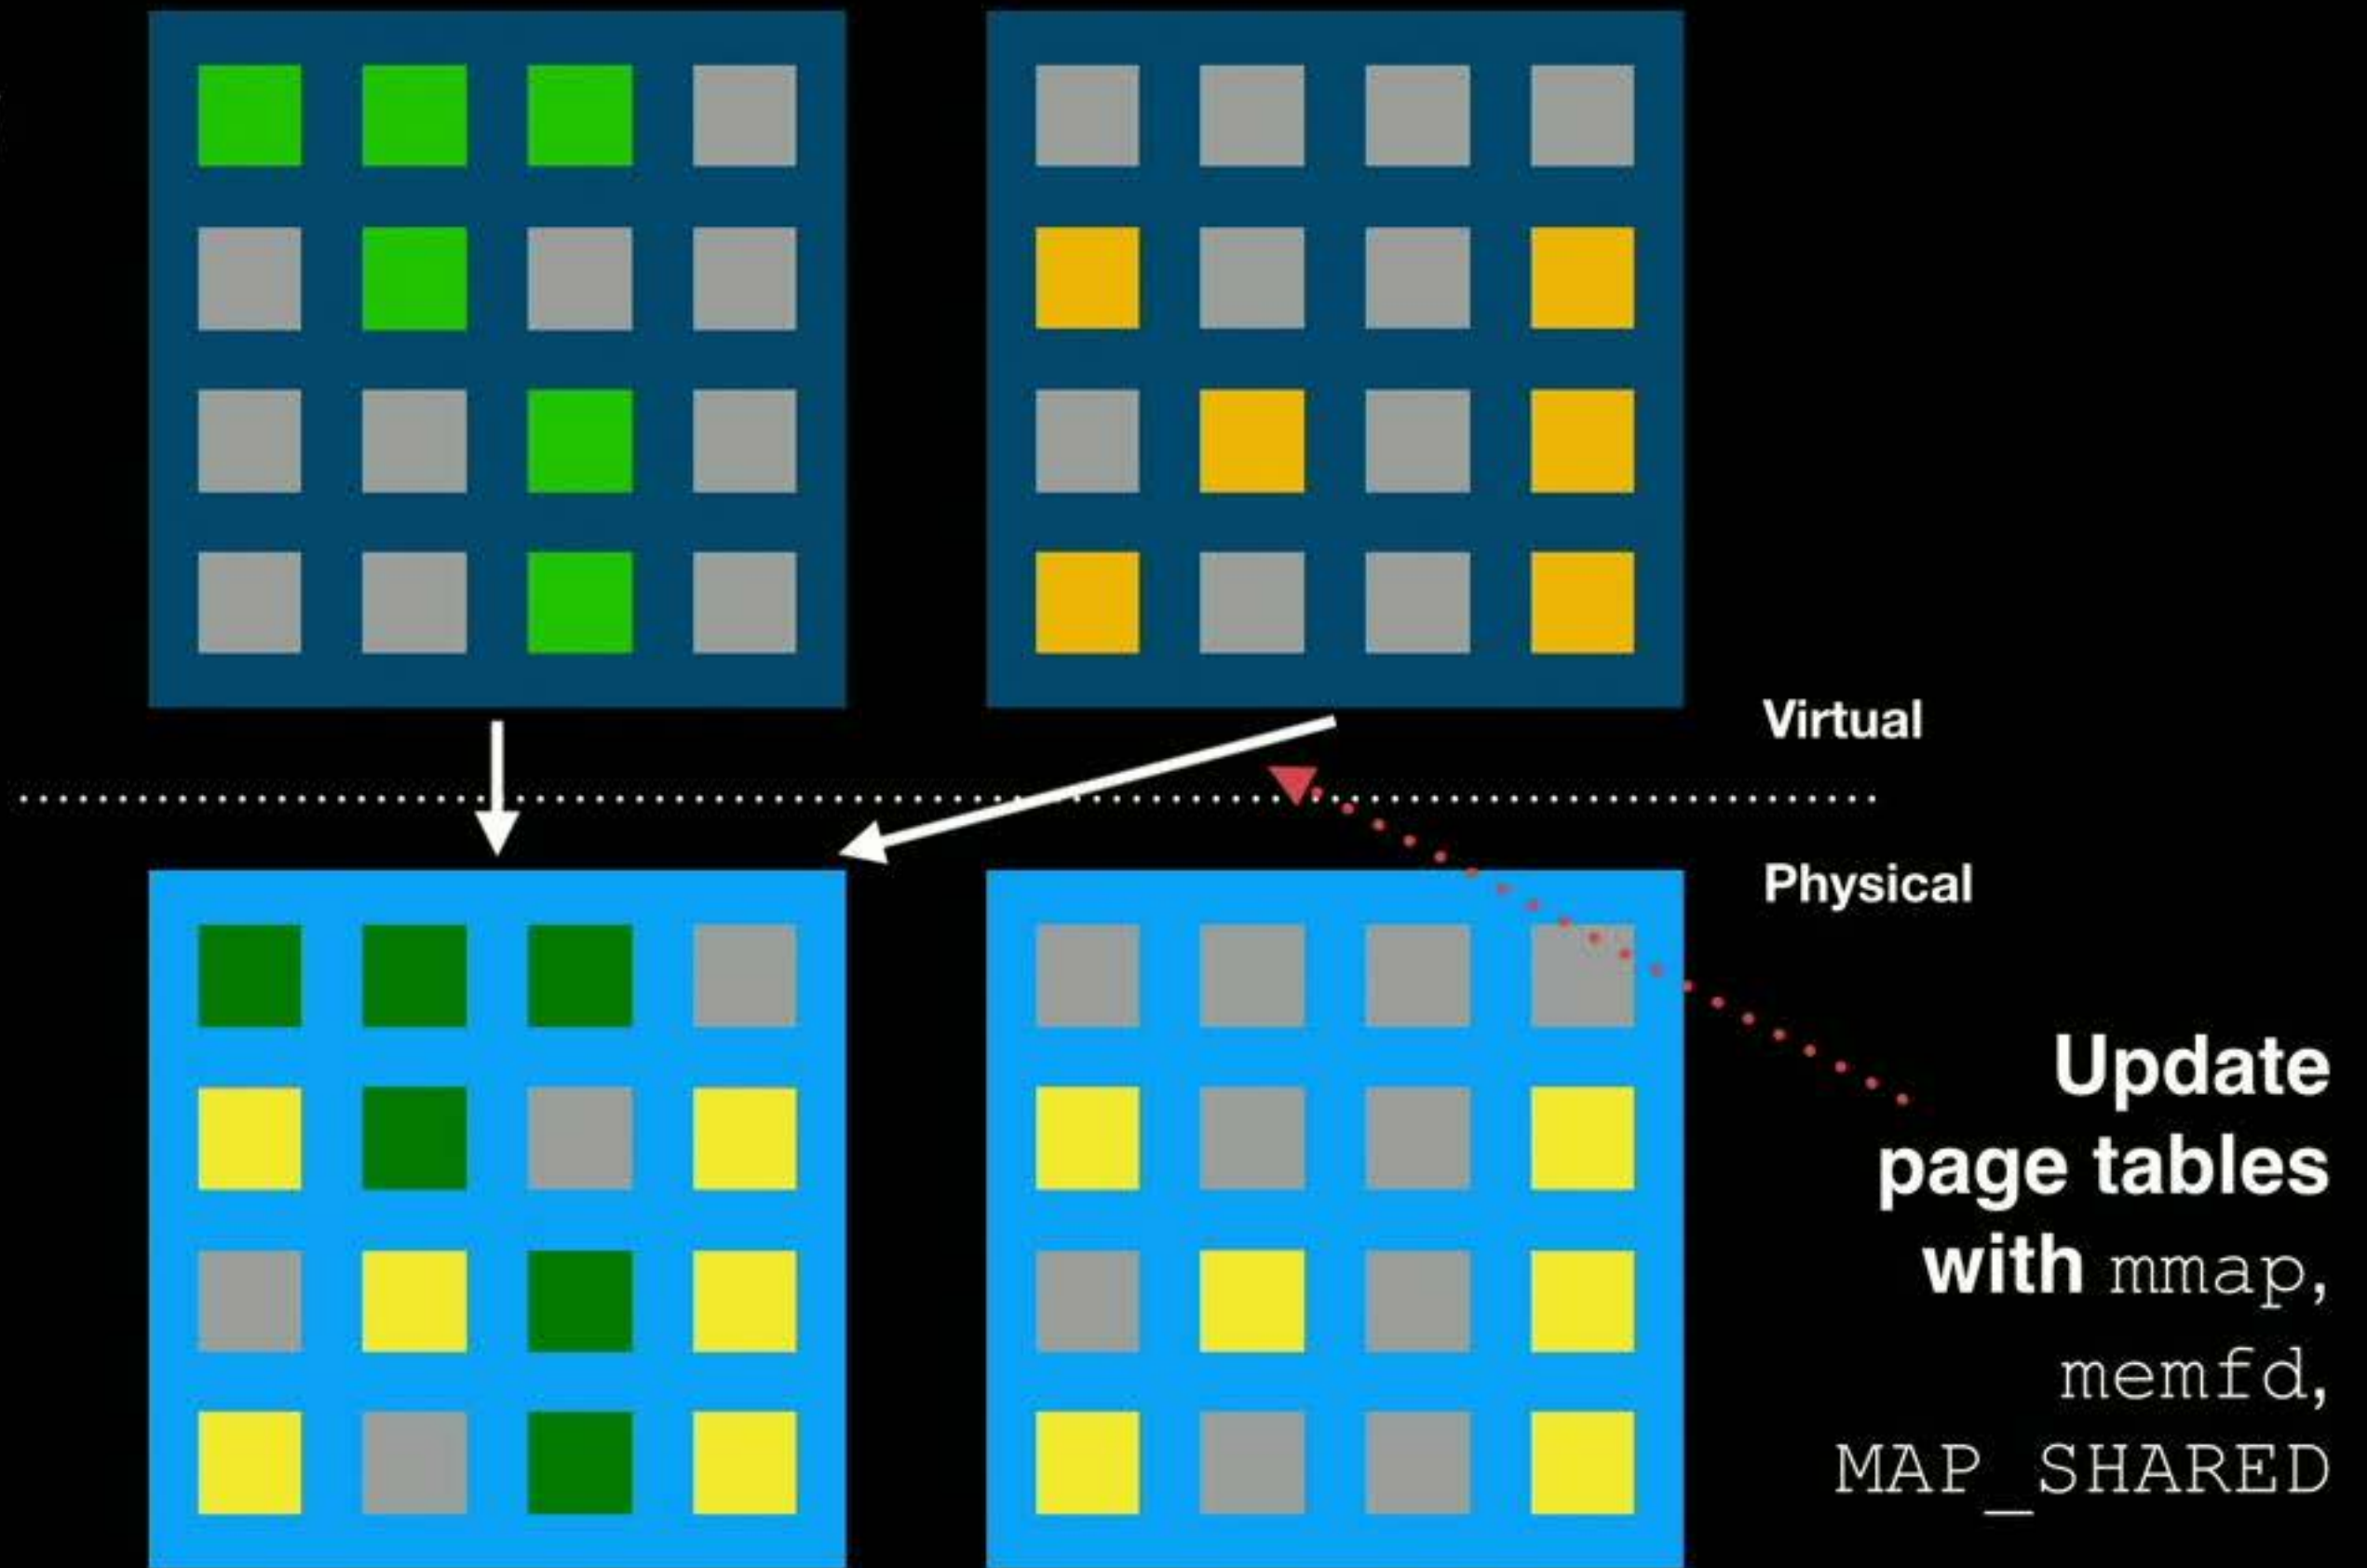 Virtual
Physical
Update
page tables
with mmap,
memfd,
MAP_SHARED